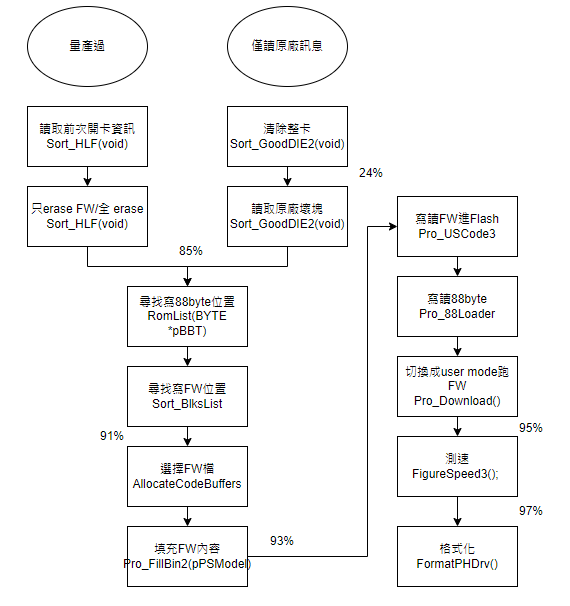 量產過
僅讀原廠訊息
讀取前次開卡資訊
Sort_HLF(void)
清除整卡
Sort_GoodDIE2(void)
只erase FW/全 erase
Sort_HLF(void)
讀取原廠壞塊
Sort_GoodDIE2(void)
24%
85%
尋找寫88byte位置
RomList(BYTE
*pBBT)
尋找寫FW位置
Sort_BlksList
91%
選擇FW檔
AllocateCodeBuffers
填充FW內容
Pro_FillBin2(pPSModel)
93%
寫讀FW進Flash
Pro_USCode3
寫讀88byte
Pro_88Loader
切換成user mode跑
FW
Pro_Download()
95%
測速
FigureSpeed3();
97%
格式化
FormatPHDrv()